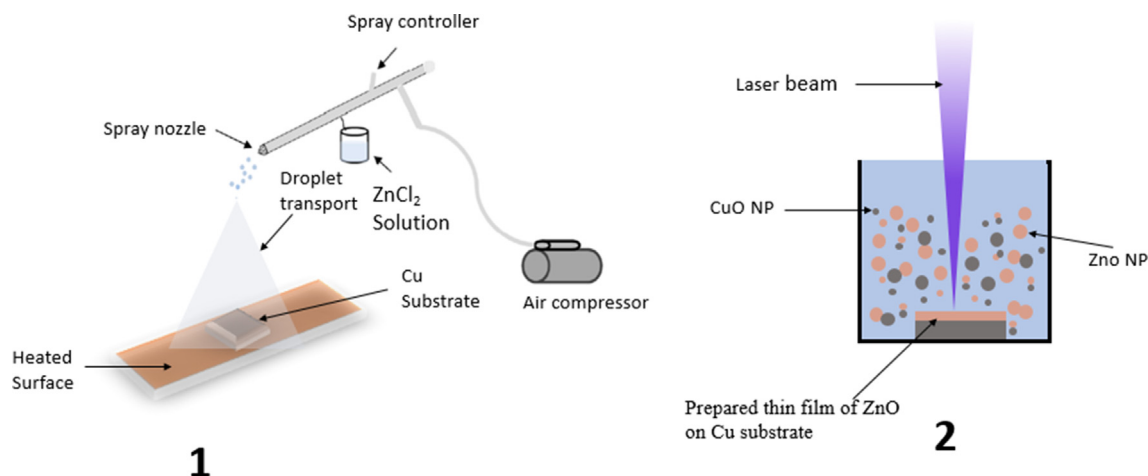 Spray controller
Spray nozzle
Droplet
transport
ZnCl₂
Solution
Cu
Substrate
Air compressor
Heated
Surface
1
Laser beam
CuO NP
Zno NP
Prepared thin film of ZnO
on Cu substrate
2